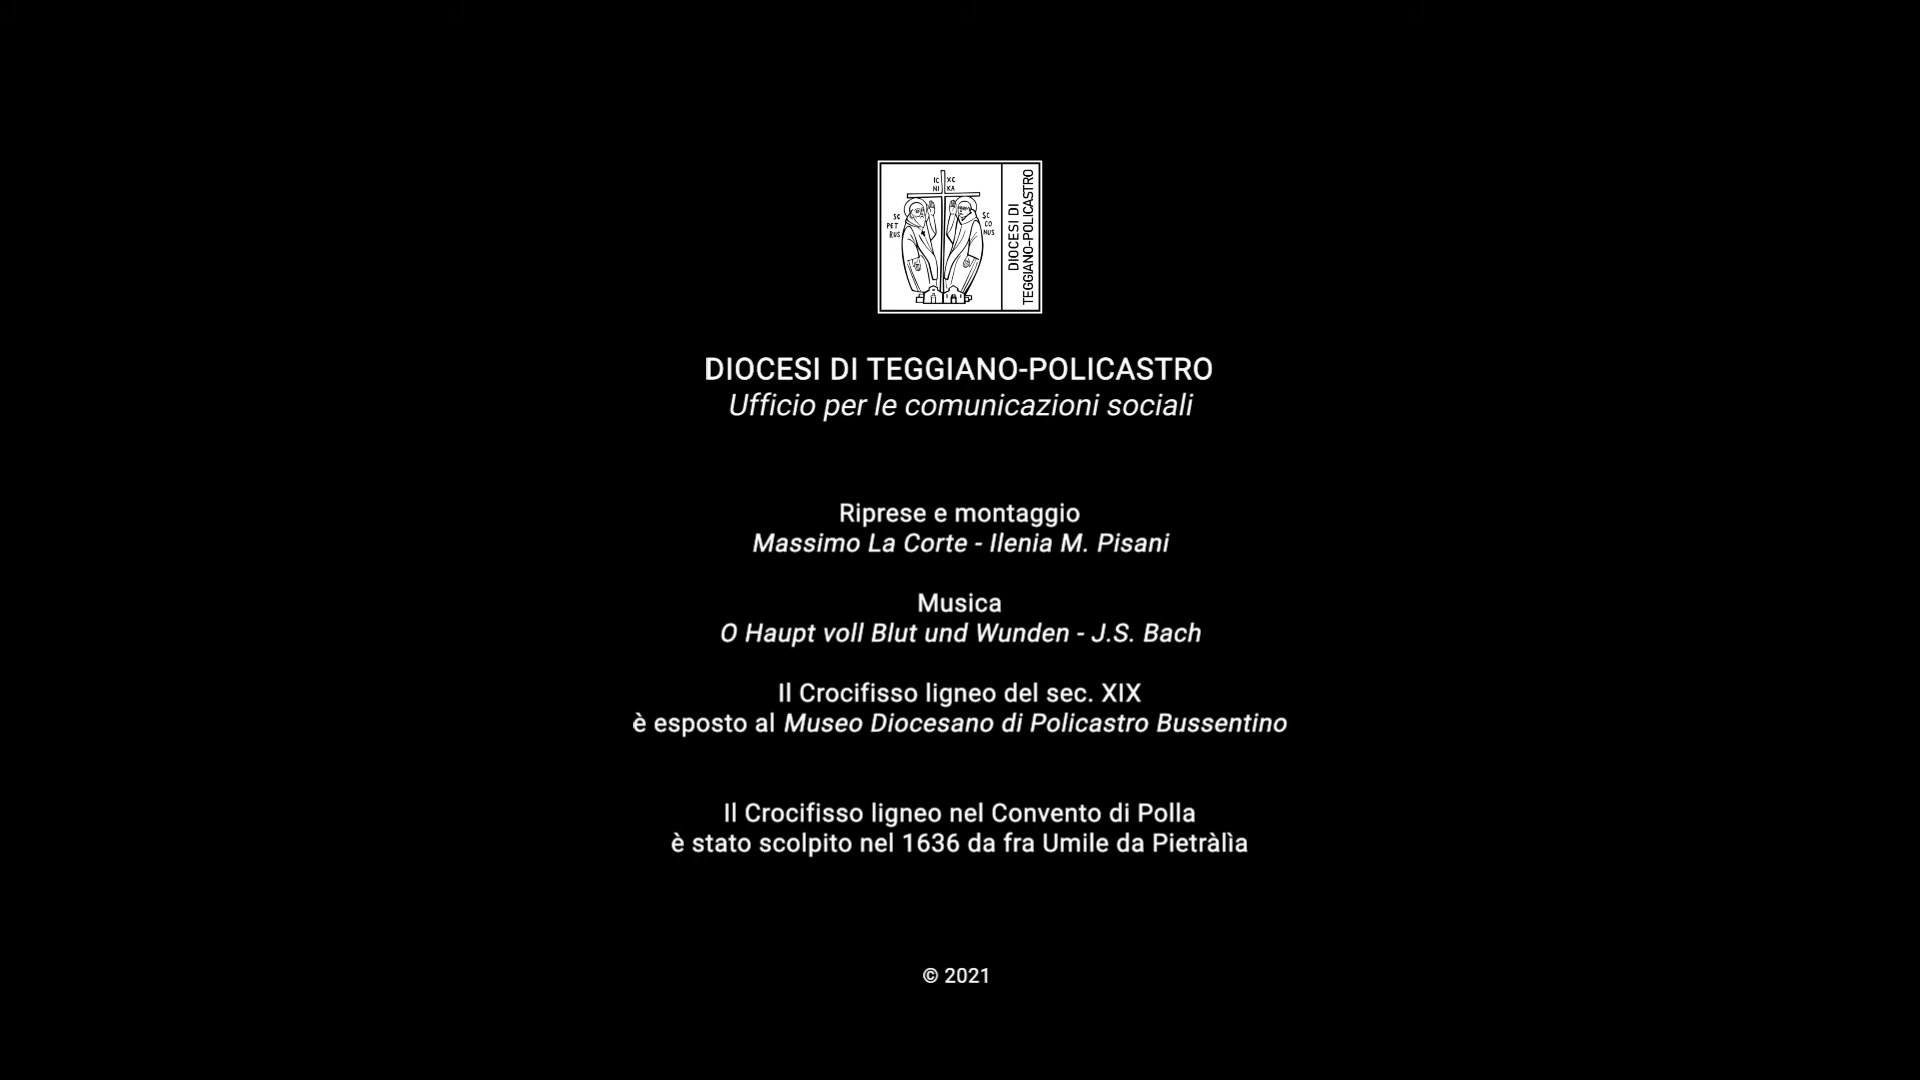 IC XC
NI KA
SC
PET
RUS
SC
CO
NUS
DIOCESI DI
TEGGIANO-POLICASTRO
DIOCESI DI TEGGIANO-POLICASTRO
Ufficio per le comunicazioni sociali
Riprese e montaggio
Massimo La Corte - Ilenia M. Pisani
Musica
O Haupt voll Blut und Wunden - J.S. Bach
Il Crocifisso ligneo del sec. XIX
è esposto al Museo Diocesano di Policastro Bussentino
Il Crocifisso ligneo nel Convento di Polla
è stato scolpito nel 1636 da fra Umile da Pietràlìa
© 2021